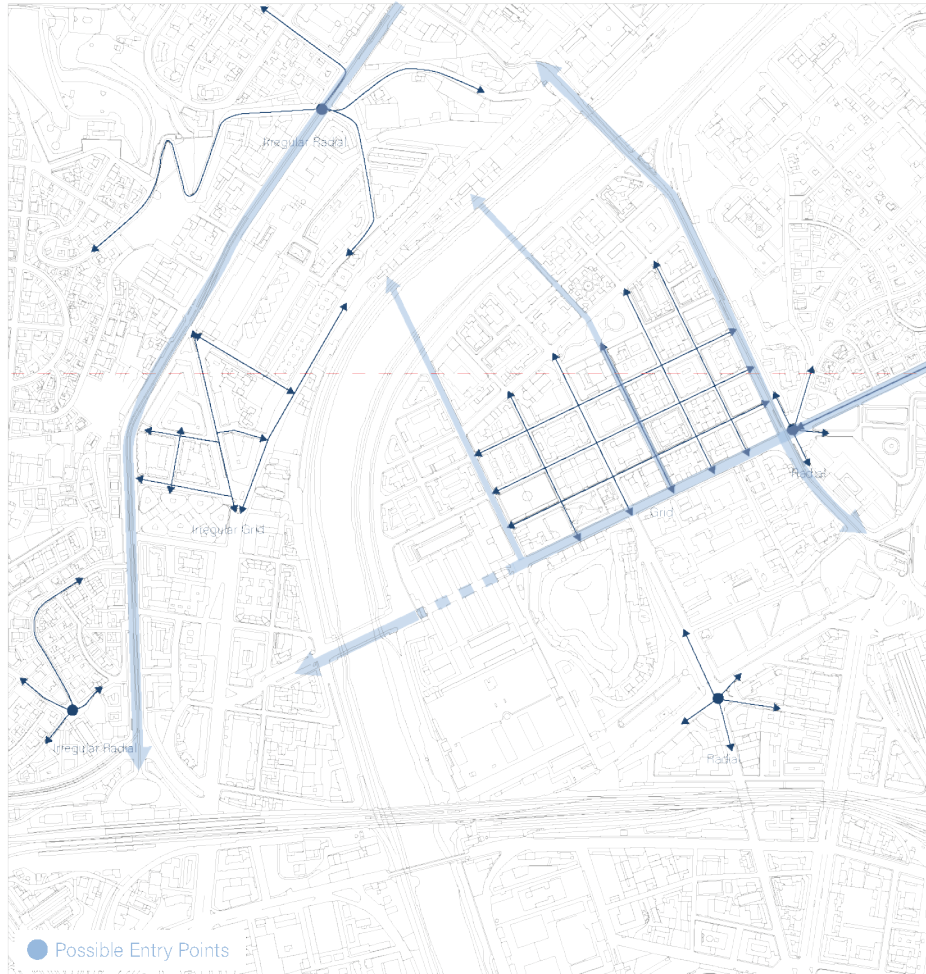 Irregular Radial
Radial
Grid
Irregular Grid
Irregular Radial
Radial
Possible Entry Points